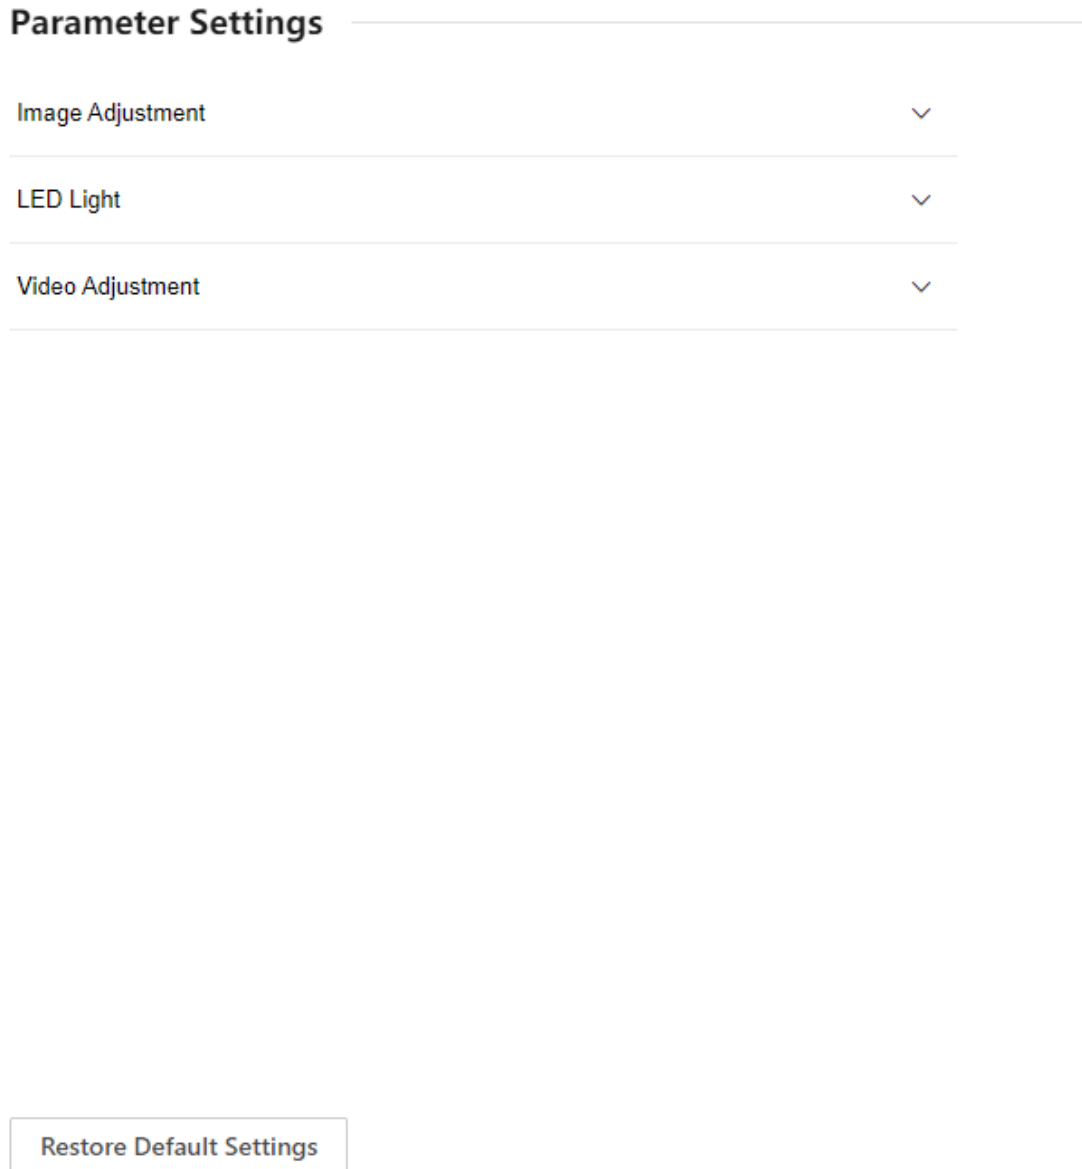 Parameter Settings
Image Adjustment
LED Light
Video Adjustment
Restore Default Settings